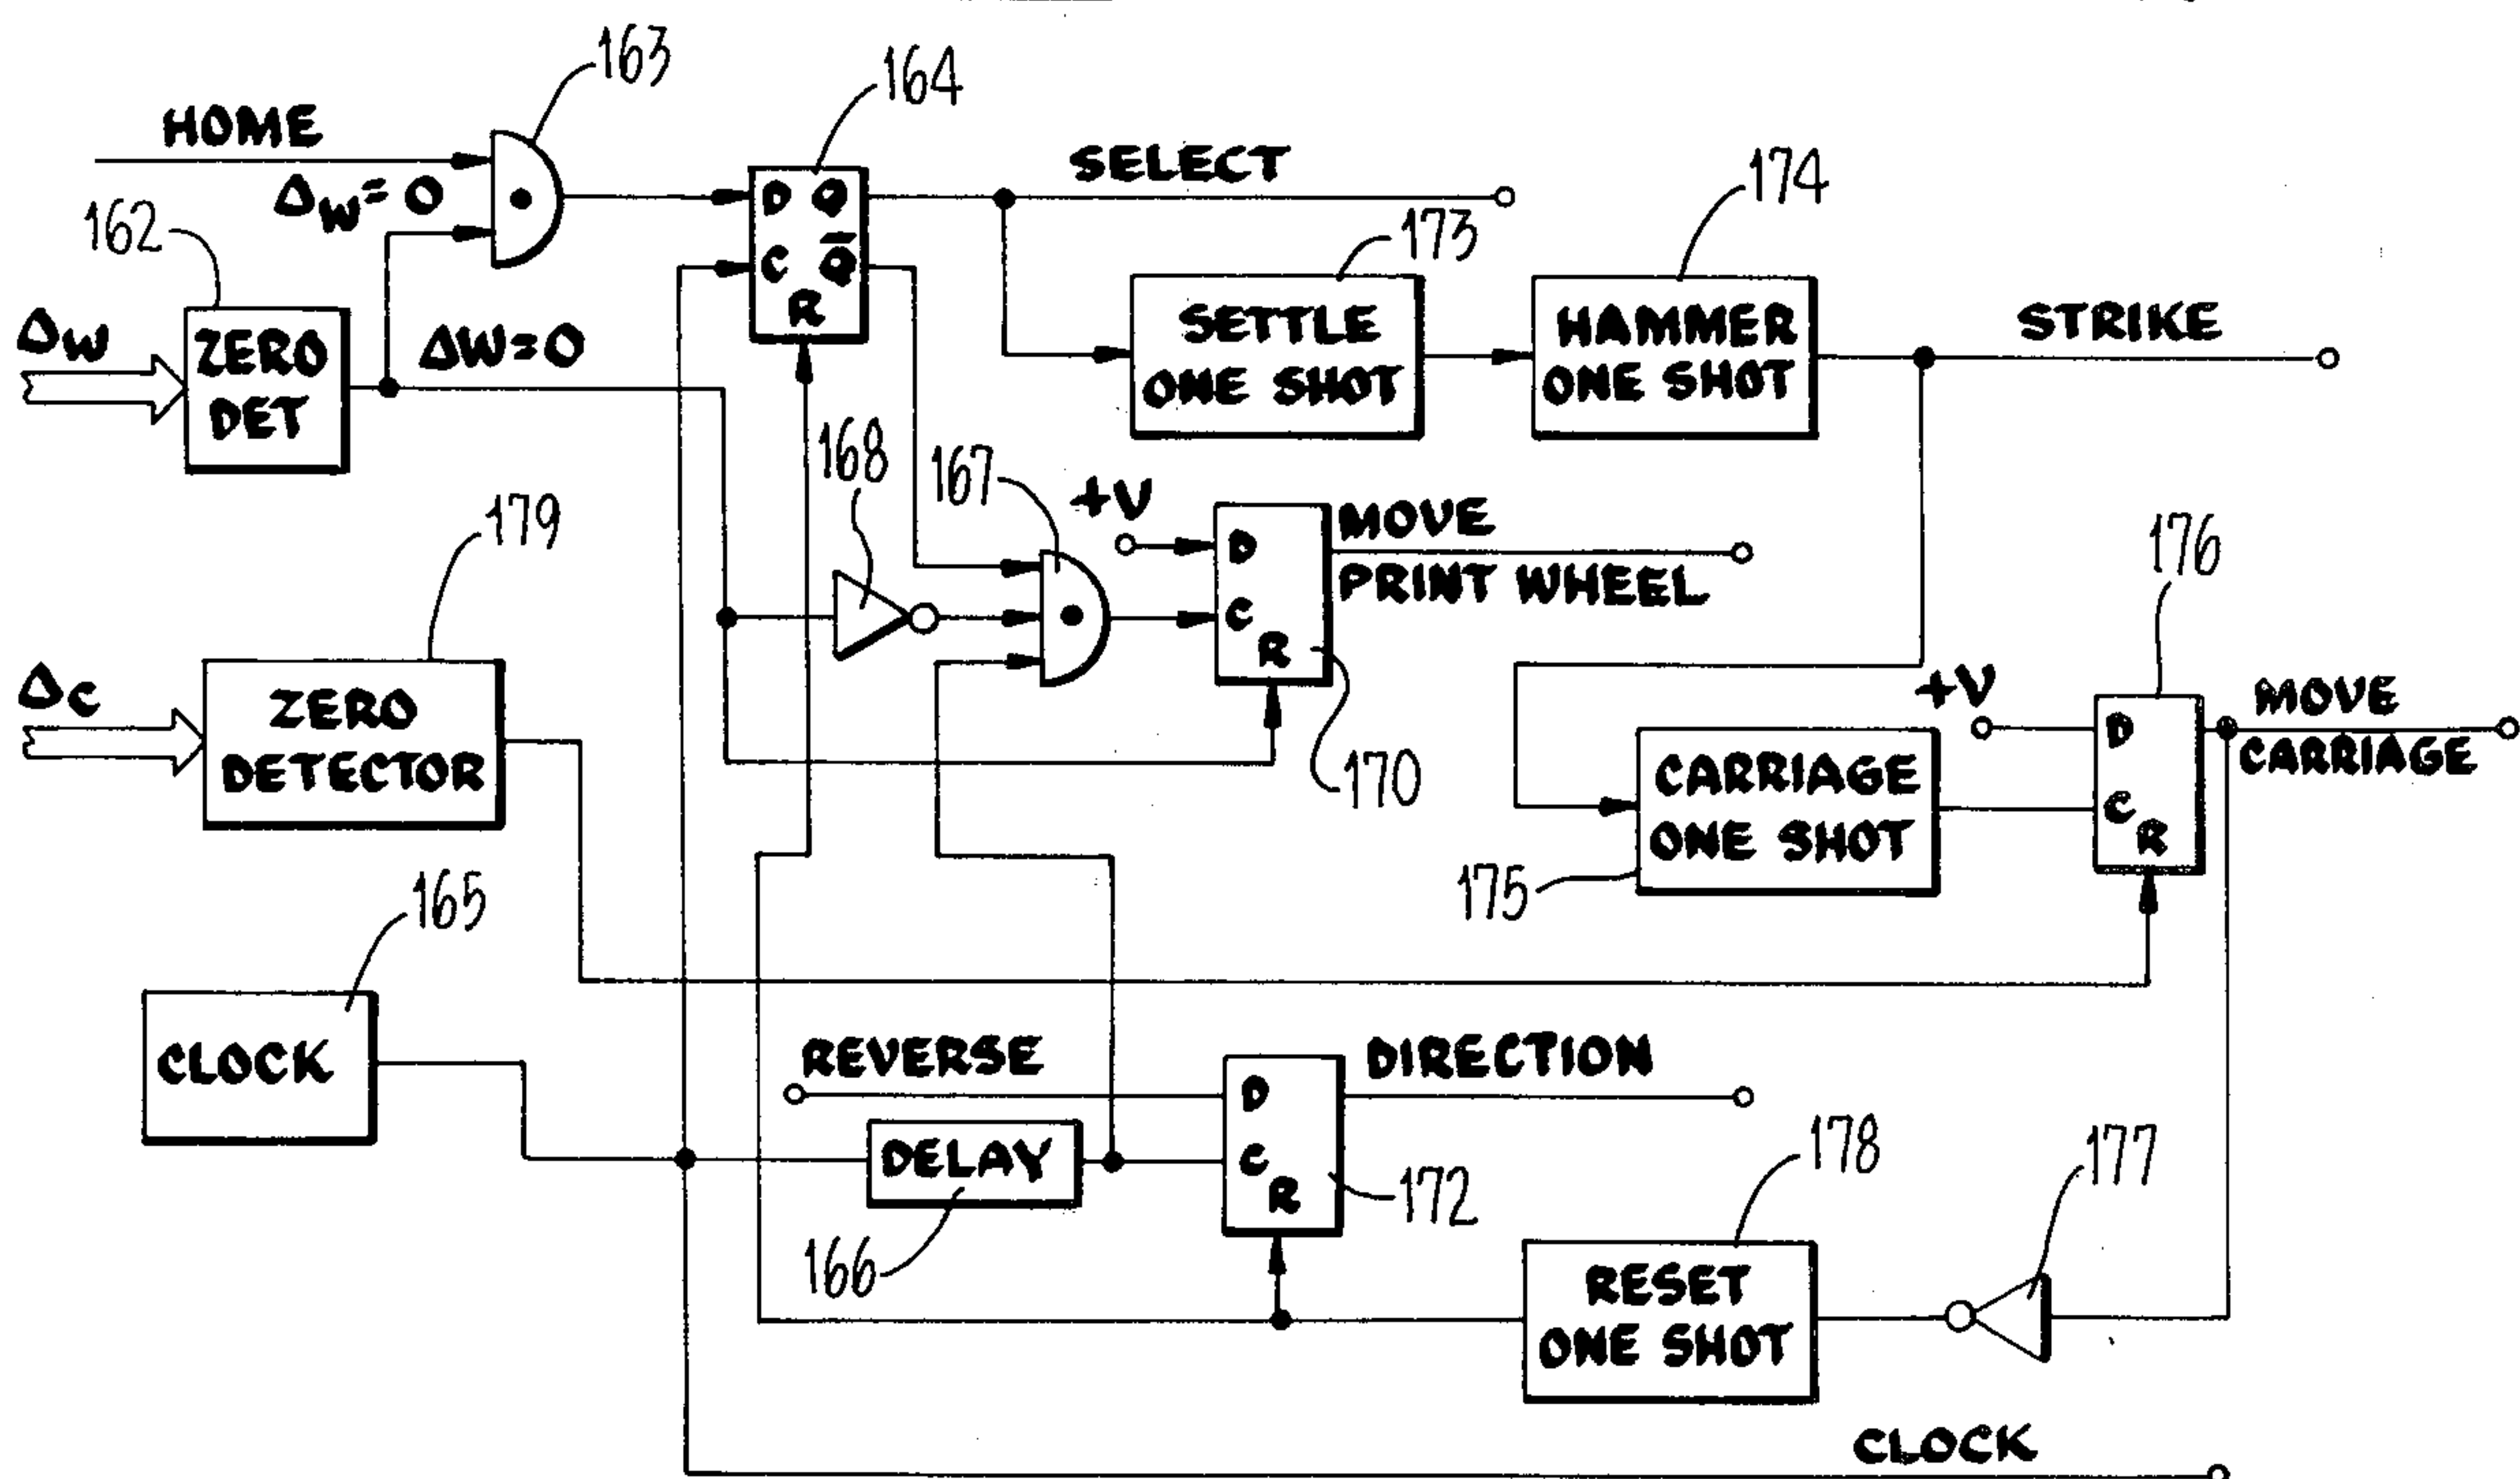 163
164
HOME
SELECT
174
ΔW=0
D Q
162
173
C Q̅
R
ΔW
ZERO
DET
ΔW=0
SETTLE
ONE SHOT
HAMMER
ONE SHOT
STRIKE
168
167
+V
179
D
MOVE
PRINT WHEEL
176
C
R
ΔC
ZERO
DETECTOR
170
+V
D
MOVE
CARRIAGE
CARRIAGE
ONE SHOT
C
R
175
165
CLOCK
REVERSE
DIRECTION
D
DELAY
C
R
172
178
177
166
RESET
ONE SHOT
CLOCK